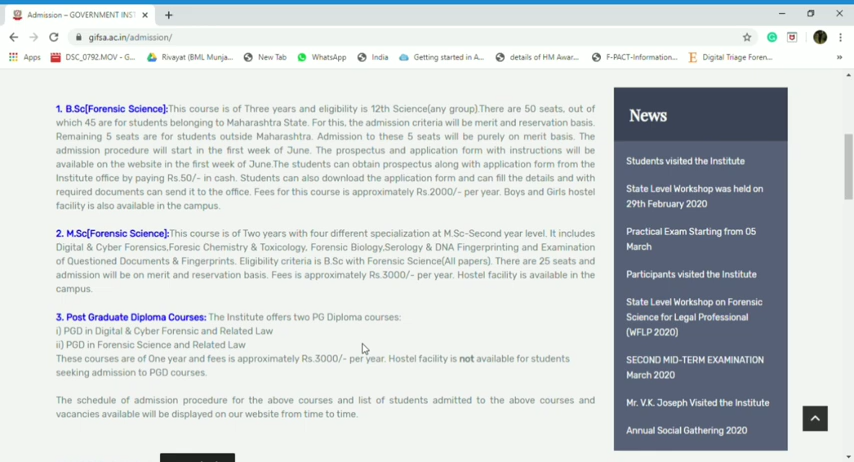 Admission – GOVERNMENT INST
gifsa.ac.in/admission/
Apps DSC_0792.MOV - G... Rivayat (BML Munja... New Tab WhatsApp India Getting started in A... details of HM Awar... F-PACT-Information... Digital Triage Foren... »
1. B.Sc[Forensic Science]:This course is of Three years and eligibility is 12th Science(any group).There are 50 seats, out of
which 45 are for students belonging to Maharashtra State. For this, the admission criteria will be merit and reservation basis.
Remaining 5 seats are for students outside Maharashtra. Admission to these 5 seats will be purely on merit basis. The
admission procedure will start in the first week of June. The prospectus and application form with instructions will be
available on the website in the first week of June.The students can obtain prospectus along with application form from the
Institute office by paying Rs.50/- in cash. Students can also download the application form and can fill the details and with
required documents can send it to the office. Fees for this course is approximately Rs.2000/- per year. Boys and Girls hostel
facility is also available in the campus.
2. M.Sc[Forensic Science]:This course is of Two years with four different specialization at M.Sc-Second year level. It includes
Digital & Cyber Forensics,Foresic Chemistry & Toxicology, Forensic Biology,Serology & DNA Fingerprinting and Examination
of Questioned Documents & Fingerprints. Eligibility criteria is B.Sc with Forensic Science(All papers). There are 25 seats and
admission will be on merit and reservation basis. Fees is approximately Rs.3000/- per year. Hostel facility is available in the
campus.
3. Post Graduate Diploma Courses: The Institute offers two PG Diploma courses:
i) PGD in Digital & Cyber Forensic and Related Law
ii) PGD in Forensic Science and Related Law
These courses are of One year and fees is approximately Rs.3000/- per year. Hostel facility is not available for students
seeking admission to PGD courses.
The schedule of admission procedure for the above courses and list of students admitted to the above courses and
vacancies available will be displayed on our website from time to time.
News
Students visited the Institute
State Level Workshop was held on
29th February 2020
Practical Exam Starting from 05
March
Participants visited the Institute
State Level Workshop on Forensic
Science for Legal Professional
(WFLP 2020)
SECOND MID-TERM EXAMINATION
March 2020
Mr. V.K. Joseph Visited the Institute
Annual Social Gathering 2020